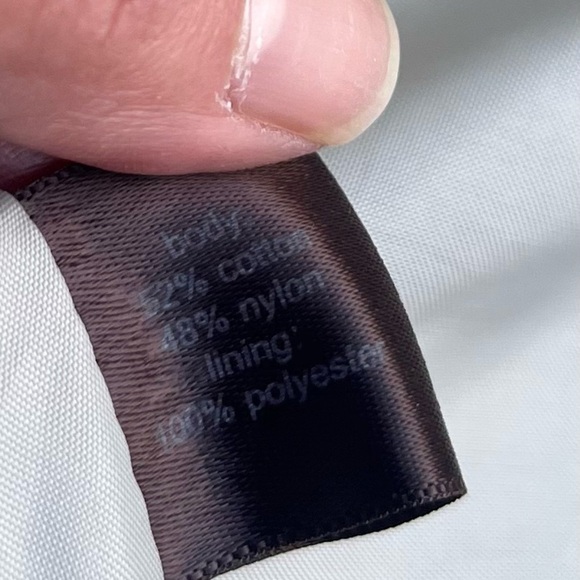 body:
52% cotton
48% nylon
lining:
100% polyester